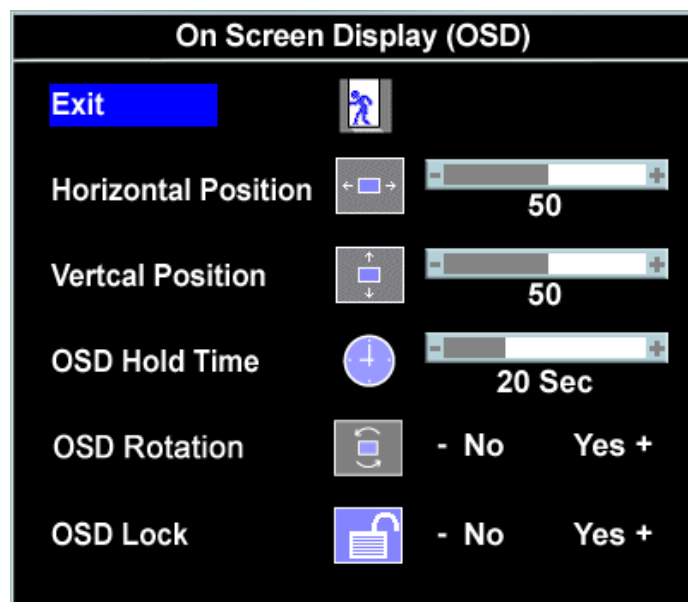 On Screen Display (OSD)
Exit
Horizontal Position - +
50
Vertcal Position - +
50
OSD Hold Time - +
20 Sec
OSD Rotation - No Yes +
OSD Lock - No Yes +